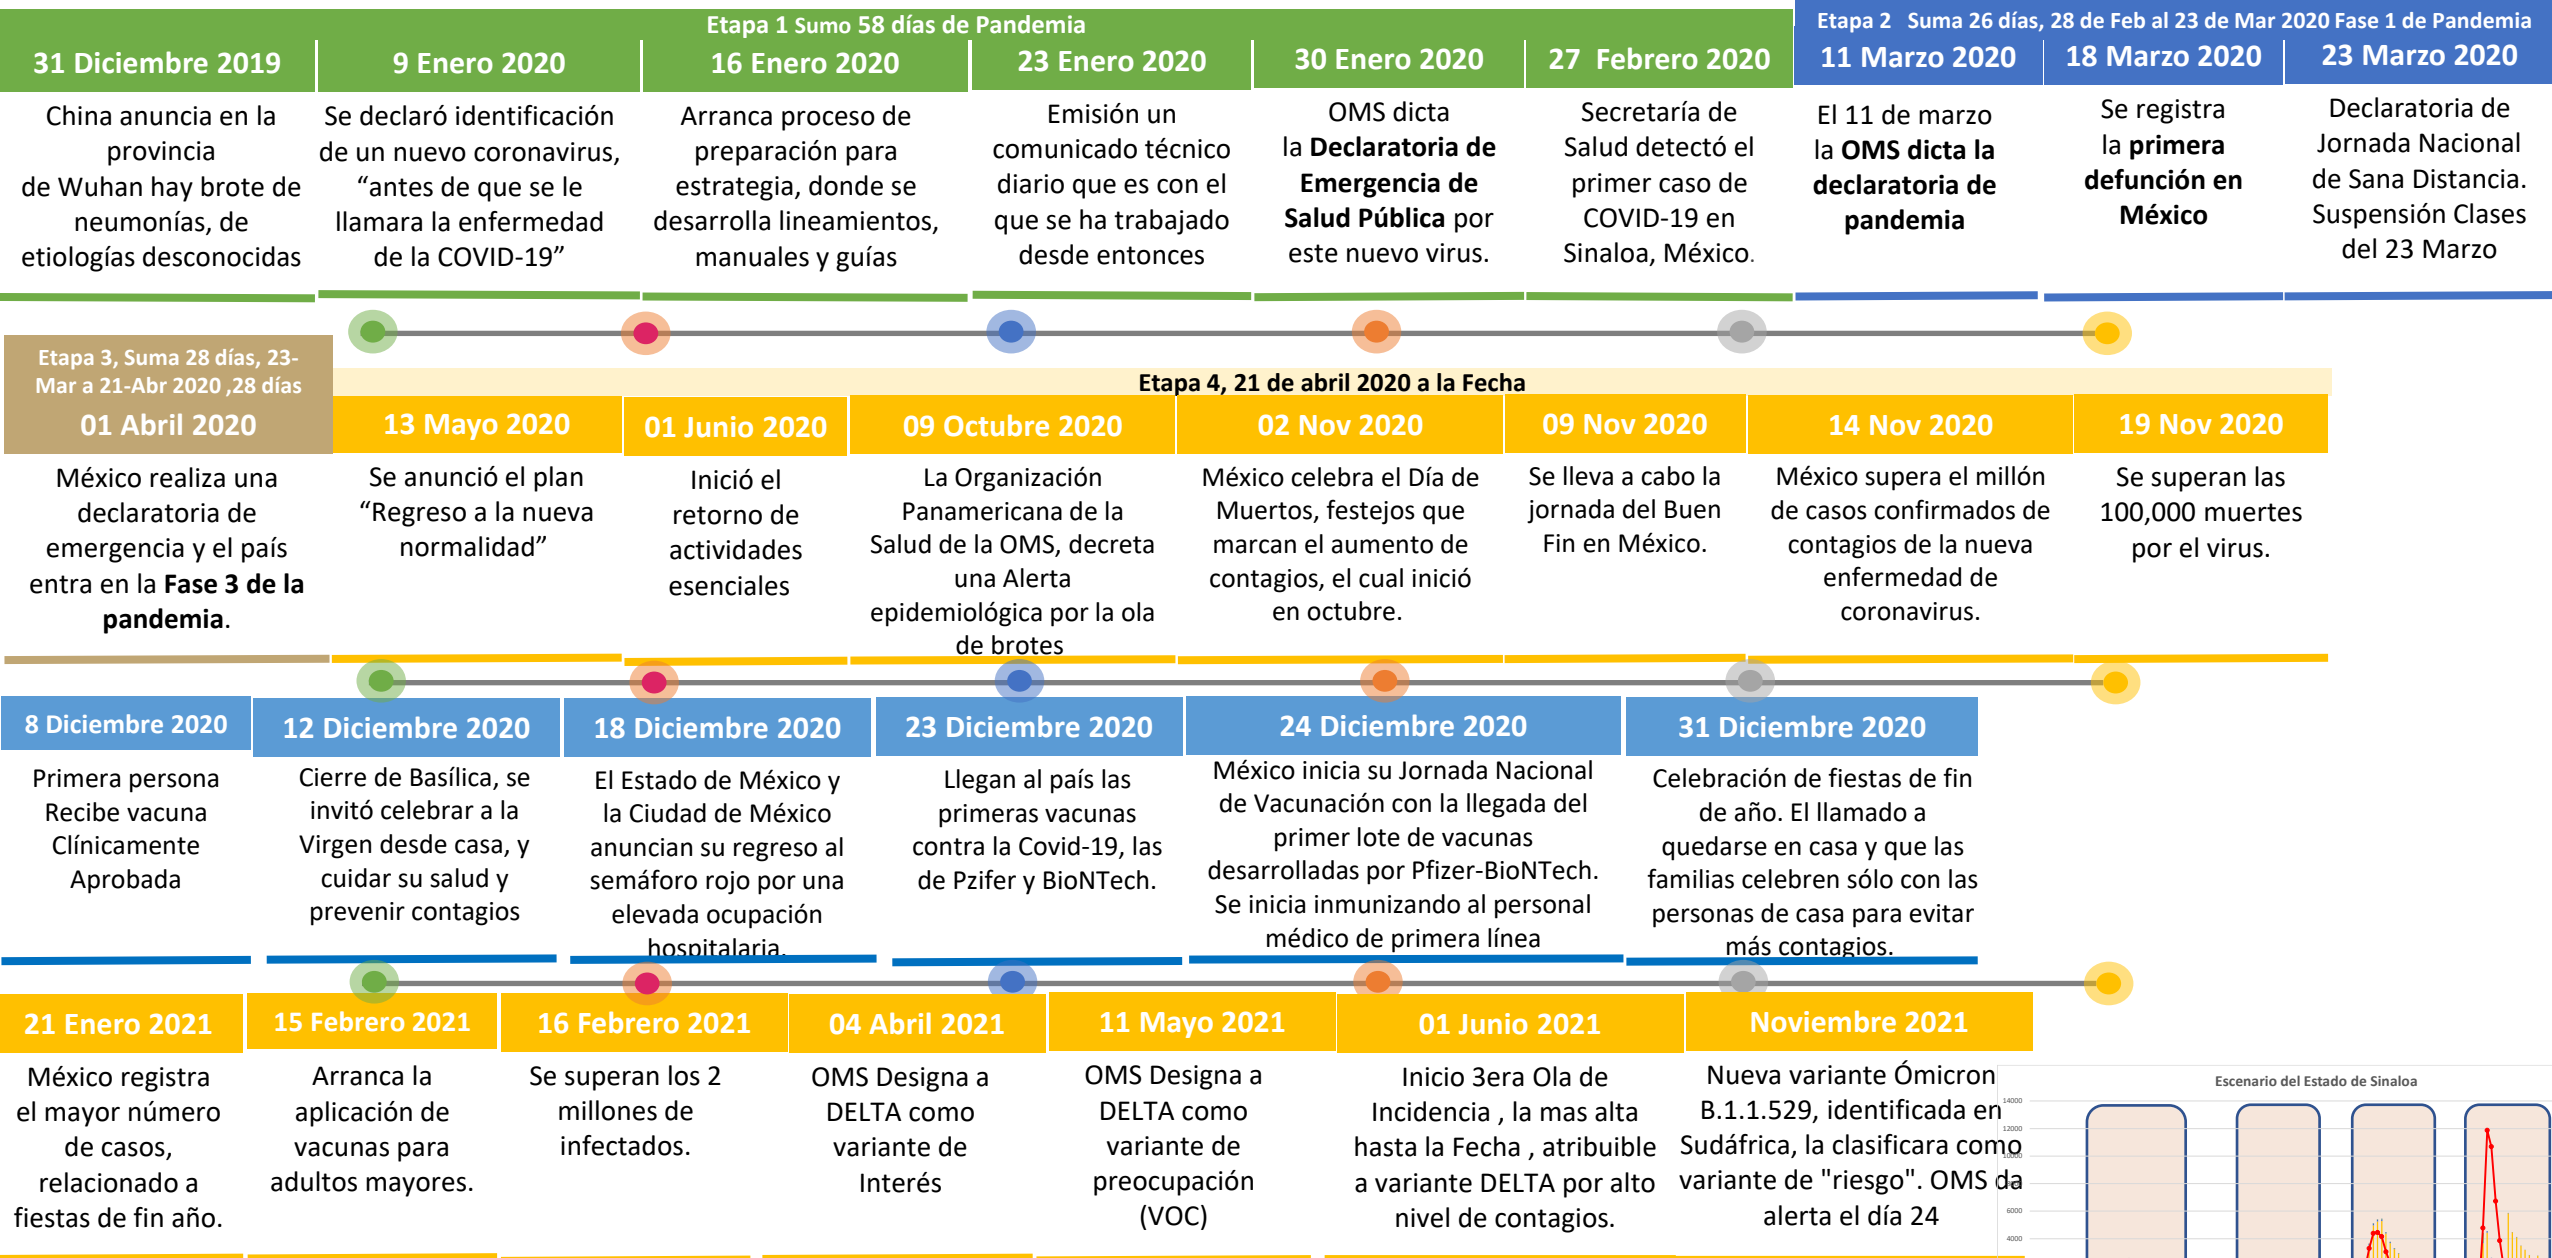 Etapa 1 Sumo 58 días de Pandemia
Etapa 2 Suma 26 días, 28 de Feb al 23 de Mar 2020 Fase 1 de Pandemia
31 Diciembre 2019
China anuncia en la
provincia
de Wuhan hay brote de
neumonías, de
etiologías desconocidas
9 Enero 2020
Se declaró identificación
de un nuevo coronavirus,
“antes de que se le
llamara la enfermedad
de la COVID-19”
16 Enero 2020
Arranca proceso de
preparación para
estrategia, donde se
desarrolla lineamientos,
manuales y guías
23 Enero 2020
Emisión un
comunicado técnico
diario que es con el
que se ha trabajado
desde entonces
30 Enero 2020
OMS dicta
la Declaratoria de
Emergencia de
Salud Pública por
este nuevo virus.
27 Febrero 2020
Secretaría de
Salud detectó el
primer caso de
COVID-19 en
Sinaloa, México.
11 Marzo 2020
El 11 de marzo
la OMS dicta la
declaratoria de
pandemia
18 Marzo 2020
Se registra
la primera
defunción en
México
23 Marzo 2020
Declaratoria de
Jornada Nacional
de Sana Distancia.
Suspensión Clases
del 23 Marzo
Etapa 3, Suma 28 días, 23-
Mar a 21-Abr 2020 ,28 días
01 Abril 2020
México realiza una
declaratoria de
emergencia y el país
entra en la Fase 3 de la
pandemia.
Etapa 4, 21 de abril 2020 a la Fecha
13 Mayo 2020
Se anunció el plan
“Regreso a la nueva
normalidad”
01 Junio 2020
Inició el
retorno de
actividades
esenciales
09 Octubre 2020
La Organización
Panamericana de la
Salud de la OMS, decreta
una Alerta
epidemiológica por la ola
de brotes
02 Nov 2020
México celebra el Día de
Muertos, festejos que
marcan el aumento de
contagios, el cual inició
en octubre.
09 Nov 2020
Se lleva a cabo la
jornada del Buen
Fin en México.
14 Nov 2020
México supera el millón
de casos confirmados de
contagios de la nueva
enfermedad de
coronavirus.
19 Nov 2020
Se superan las
100,000 muertes
por el virus.
8 Diciembre 2020
Primera persona
Recibe vacuna
Clínicamente
Aprobada
12 Diciembre 2020
Cierre de Basílica, se
invitó celebrar a la
Virgen desde casa, y
cuidar su salud y
prevenir contagios
18 Diciembre 2020
El Estado de México y
la Ciudad de México
anuncian su regreso al
semáforo rojo por una
elevada ocupación
hospitalaria.
23 Diciembre 2020
Llegan al país las
primeras vacunas
contra la Covid-19, las
de Pzifer y BioNTech.
24 Diciembre 2020
México inicia su Jornada Nacional
de Vacunación con la llegada del
primer lote de vacunas
desarrolladas por Pfizer-BioNTech.
Se inicia inmunizando al personal
médico de primera línea
31 Diciembre 2020
Celebración de fiestas de fin
de año. El llamado a
quedarse en casa y que las
familias celebren sólo con las
personas de casa para evitar
más contagios.
21 Enero 2021
México registra
el mayor número
de casos,
relacionado a
fiestas de fin año.
15 Febrero 2021
Arranca la
aplicación de
vacunas para
adultos mayores.
16 Febrero 2021
Se superan los 2
millones de
infectados.
04 Abril 2021
OMS Designa a
DELTA como
variante de
Interés
11 Mayo 2021
OMS Designa a
DELTA como
variante de
preocupación
(VOC)
01 Junio 2021
Inicio 3era Ola de
Incidencia , la mas alta
hasta la Fecha , atribuible
a variante DELTA por alto
nivel de contagios.
Noviembre 2021
Nueva variante Ómicron
B.1.1.529, identificada en
Sudáfrica, la clasificara como
variante de "riesgo". OMS da
alerta el día 24
Escenario del Estado de Sinaloa
14000
12000
10000
6000
4000